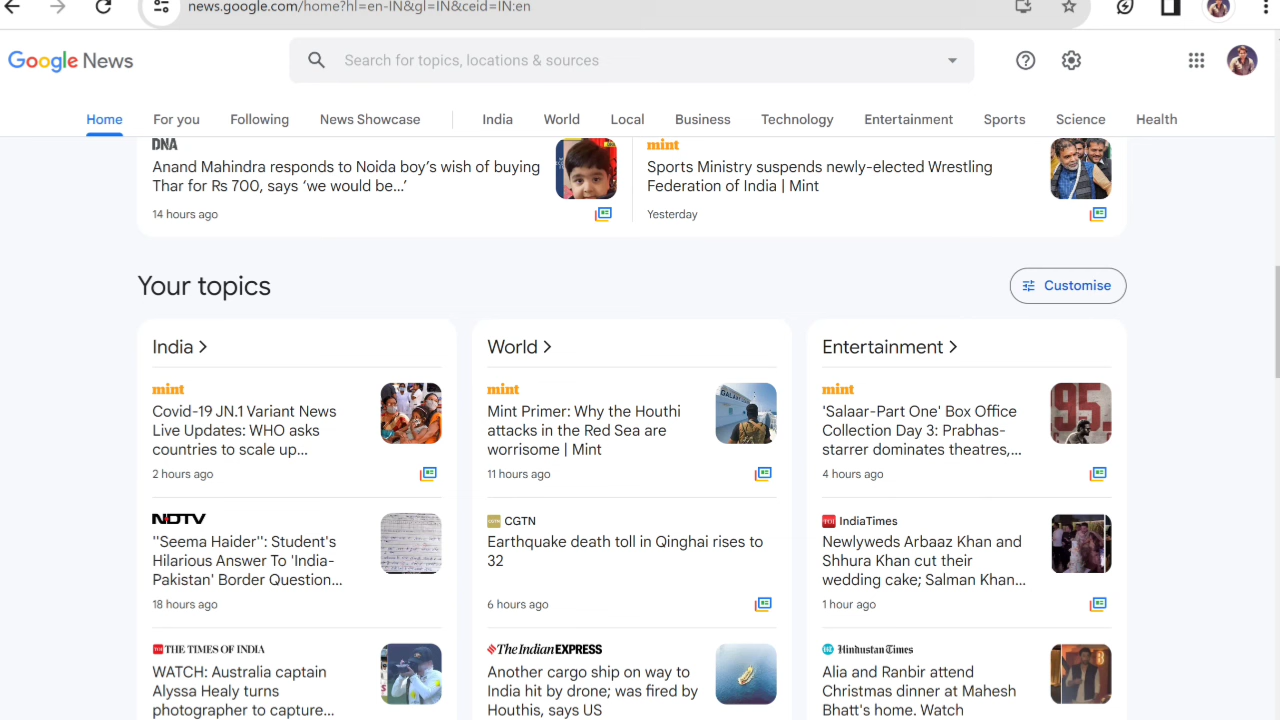 news.google.com/home?hl=en-IN&gl=IN&ceid=IN:en
Google News
Search for topics, locations & sources
Home For you Following News Showcase India World Local Business Technology Entertainment Sports Science Health
DNA
Anand Mahindra responds to Noida boy’s wish of buying
Thar for Rs 700, says ‘we would be...’
14 hours ago
mint
Sports Ministry suspends newly-elected Wrestling
Federation of India | Mint
Yesterday
Your topics
Customise
India
mint
Covid-19 JN.1 Variant News
Live Updates: WHO asks
countries to scale up...
2 hours ago
NDTV
"Seema Haider": Student's
Hilarious Answer To 'India-
Pakistan' Border Question...
18 hours ago
THE TIMES OF INDIA
WATCH: Australia captain
Alyssa Healy turns
photographer to capture...
World
mint
Mint Primer: Why the Houthi
attacks in the Red Sea are
worrisome | Mint
11 hours ago
CGTN
Earthquake death toll in Qinghai rises to
32
6 hours ago
The Indian EXPRESS
Another cargo ship on way to
India hit by drone; was fired by
Houthis, says US
Entertainment
mint
'Salaar-Part One' Box Office
Collection Day 3: Prabhas-
starrer dominates theatres,...
95
4 hours ago
TOI IndiaTimes
Newlyweds Arbaaz Khan and
Shhura Khan cut their
wedding cake; Salman Khan...
1 hour ago
Hindustan Times
Alia and Ranbir attend
Christmas dinner at Mahesh
Bhatt's home. Watch